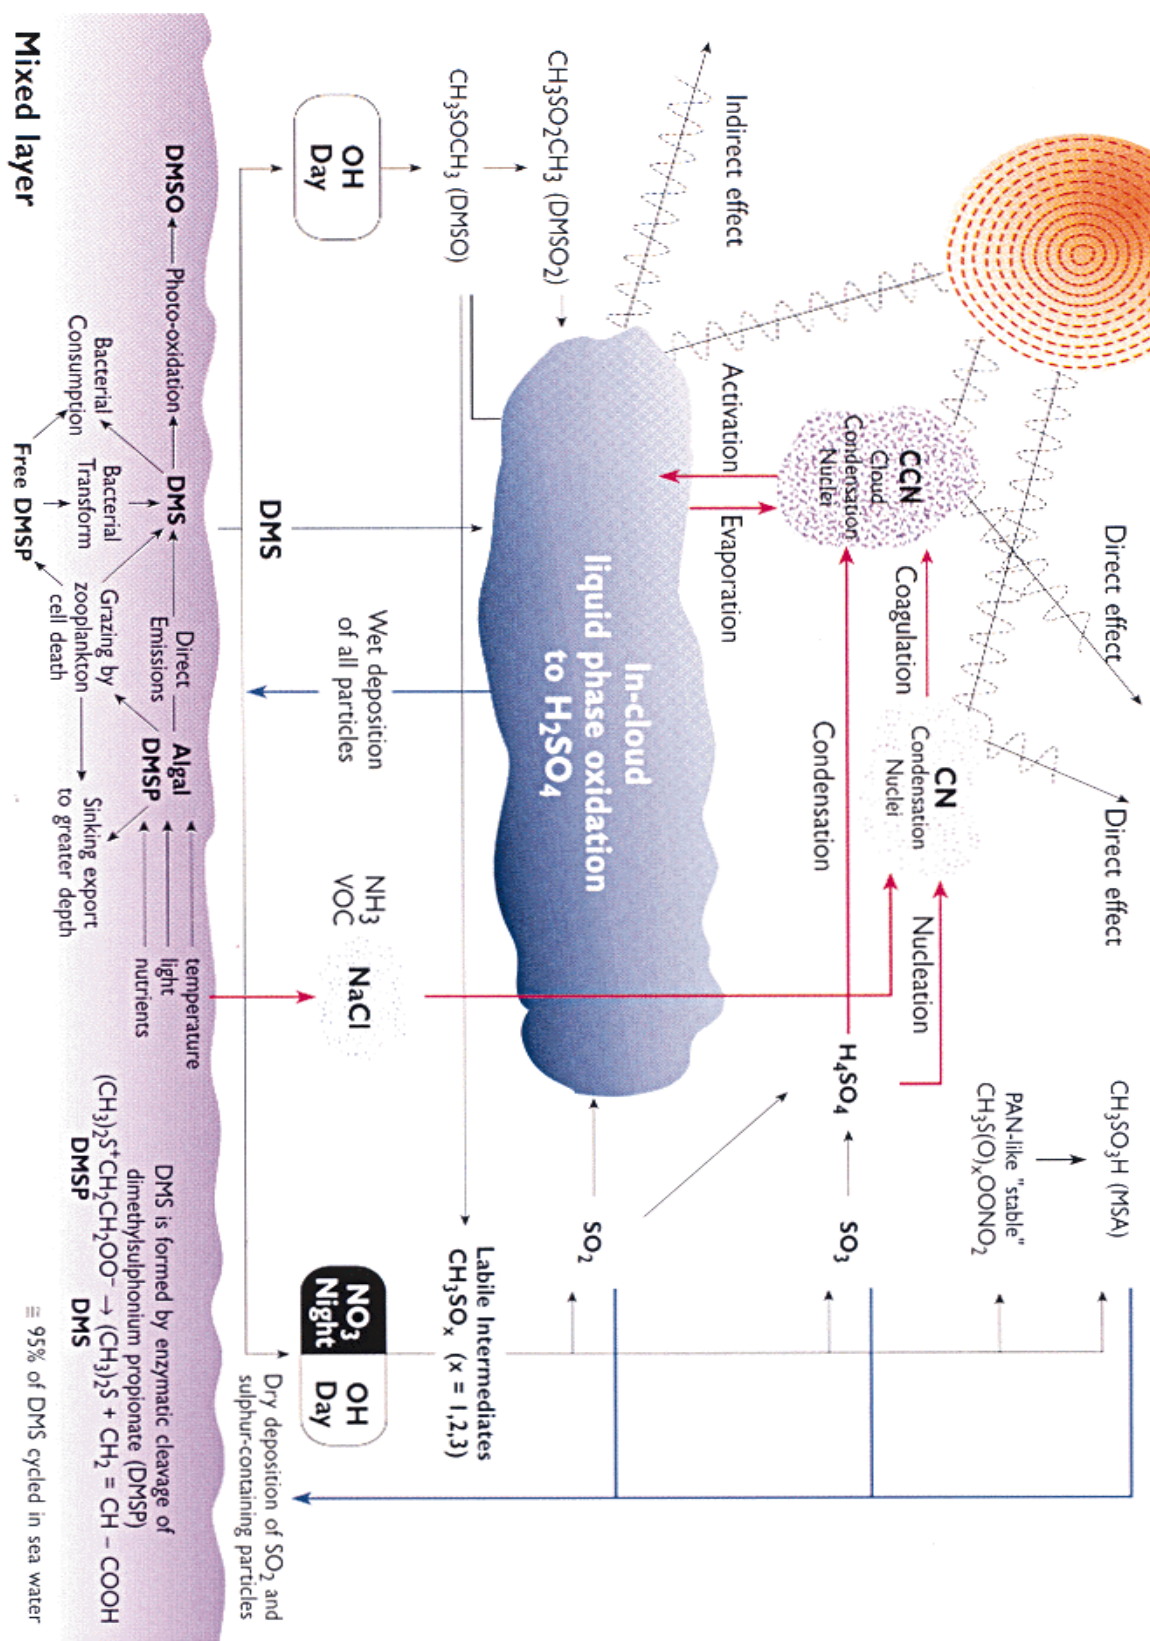 Indirect effect
Direct effect
Direct effect
CCN
Cloud
Condensation
Nuclei
Coagulation
CN
Condensation
Nuclei
Nucleation
CH3SO3H (MSA)
PAN-like "stable"
CH3S(O)xOONO2
Activation
Evaporation
Condensation
H4SO4
SO3
CH3SO2CH3 (DMSO2)
CH3SOCH3 (DMSO)
In-cloud
liquid phase oxidation
to H2SO4
SO2
Labile Intermediates
CH3SOx (x = 1,2,3)
OH
Day
DMS
Wet deposition
of all particles
NH3
VOC
NaCl
NO3
Night
OH
Day
Dry deposition of SO2 and
sulphur-containing particles
DMSO
Photo-oxidation
DMS
Direct
Emissions
Algal
DMSP
temperature
light
nutrients
Bacterial
Consumption
Bacterial
Transform
Grazing by
zooplankton
cell death
Free DMSP
Sinking export
to greater depth
DMS is formed by enzymatic cleavage of
dimethylsulphonium propionate (DMSP)
(CH3)2S+CH2CH2OO− → (CH3)2S + CH2 = CH − COOH
DMSP DMS
Mixed layer
≅ 95% of DMS cycled in sea water